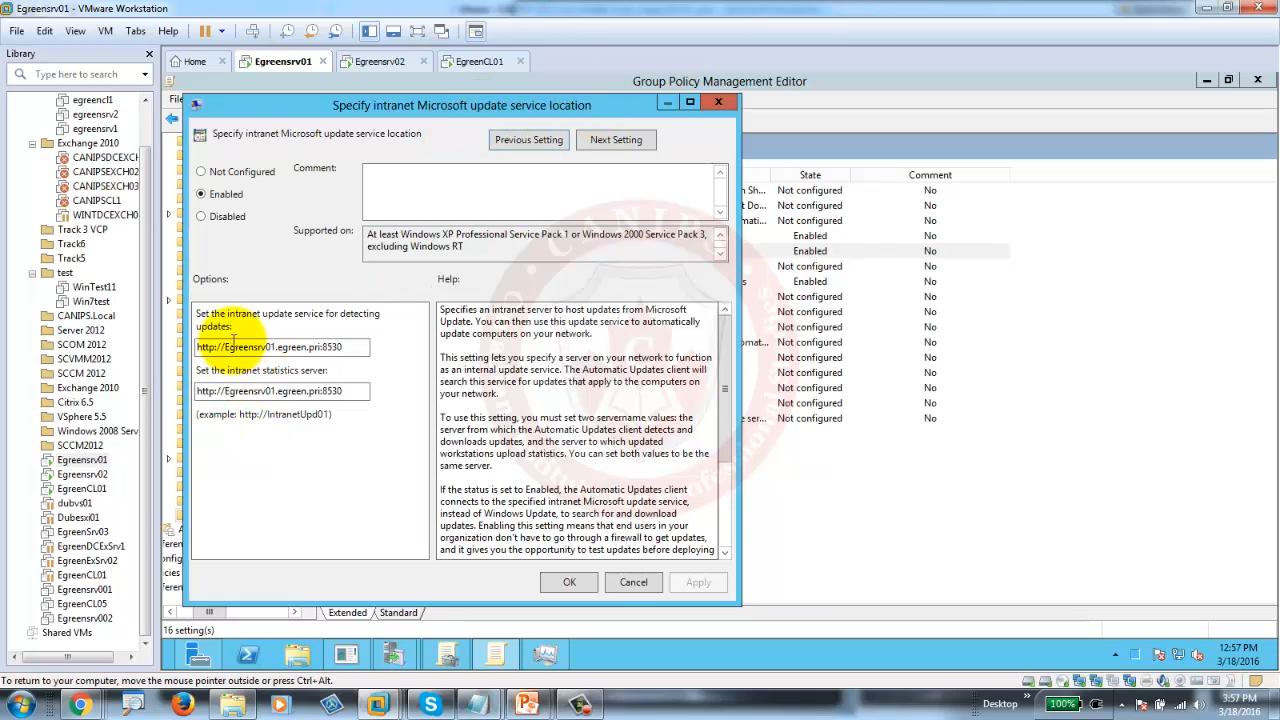 Egreensrv01 - VMware Workstation
File Edit View VM Tabs Help
Library
Type here to search
Home
Egreensrv01
Egreensrv02
EgreenCL01
Group Policy Management Editor
egreencl1
egreensrv2
egreensrv1
Exchange 2010
CANIPSDCEXCH
CANIPSEXCH02
CANIPSEXCH03
CANIPSCL1
WINTDCEXCH0
Track 3 VCP
Track6
Track5
test
WinTest11
Win7test
CANIPS.Local
Server 2012
SCOM 2012
SCVMM2012
SCCM 2012
Exchange 2010
Citrix 6.5
VSphere 5.5
Windows 2008 Serv
SCCM2012
Egreensrv01
Egreensrv02
EgreenCL01
dubvs01
Dubesxi01
EgreenSrv03
EgreenDCExSrv1
EgreenExSrv02
EgreenCL01
Egreensrv001
EgreenCL05
Egreensrv002
Shared VMs
Specify intranet Microsoft update service location
Specify intranet Microsoft update service location
Previous Setting
Next Setting
Not Configured
Enabled
Disabled
Comment:
Supported on:
At least Windows XP Professional Service Pack 1 or Windows 2000 Service Pack 3,
excluding Windows RT
Options:
Help:
Set the intranet update service for detecting
updates:
http://Egreensrv01.egreen.pri:8530
Set the intranet statistics server:
http://Egreensrv01.egreen.pri:8530
(example: http://IntranetUpd01)
Specifies an intranet server to host updates from Microsoft
Update. You can then use this update service to automatically
update computers on your network.
This setting lets you specify a server on your network to function
as an internal update service. The Automatic Updates client will
search this service for updates that apply to the computers on
your network.
To use this setting, you must set two servername values: the
server from which the Automatic Updates client detects and
downloads updates, and the server to which updated
workstations upload statistics. You can set both values to be the
same server.
If the status is set to Enabled, the Automatic Updates client
connects to the specified intranet Microsoft update service,
instead of Windows Update, to search for and download
updates. Enabling this setting means that end users in your
organization don't have to go through a firewall to get updates,
and it gives you the opportunity to test updates before deploying
OK
Cancel
Apply
State Comment
Not configured No
Not configured No
Not configured No
Enabled No
Enabled No
Not configured No
Enabled No
Not configured No
Not configured No
Not configured No
Not configured No
Not configured No
Not configured No
Not configured No
Not configured No
Not configured No
Extended Standard
16 setting(s)
12:57 PM
3/18/2016
To return to your computer, move the mouse pointer outside or press Ctrl+Alt.
Desktop
100%
3:57 PM
3/18/2016